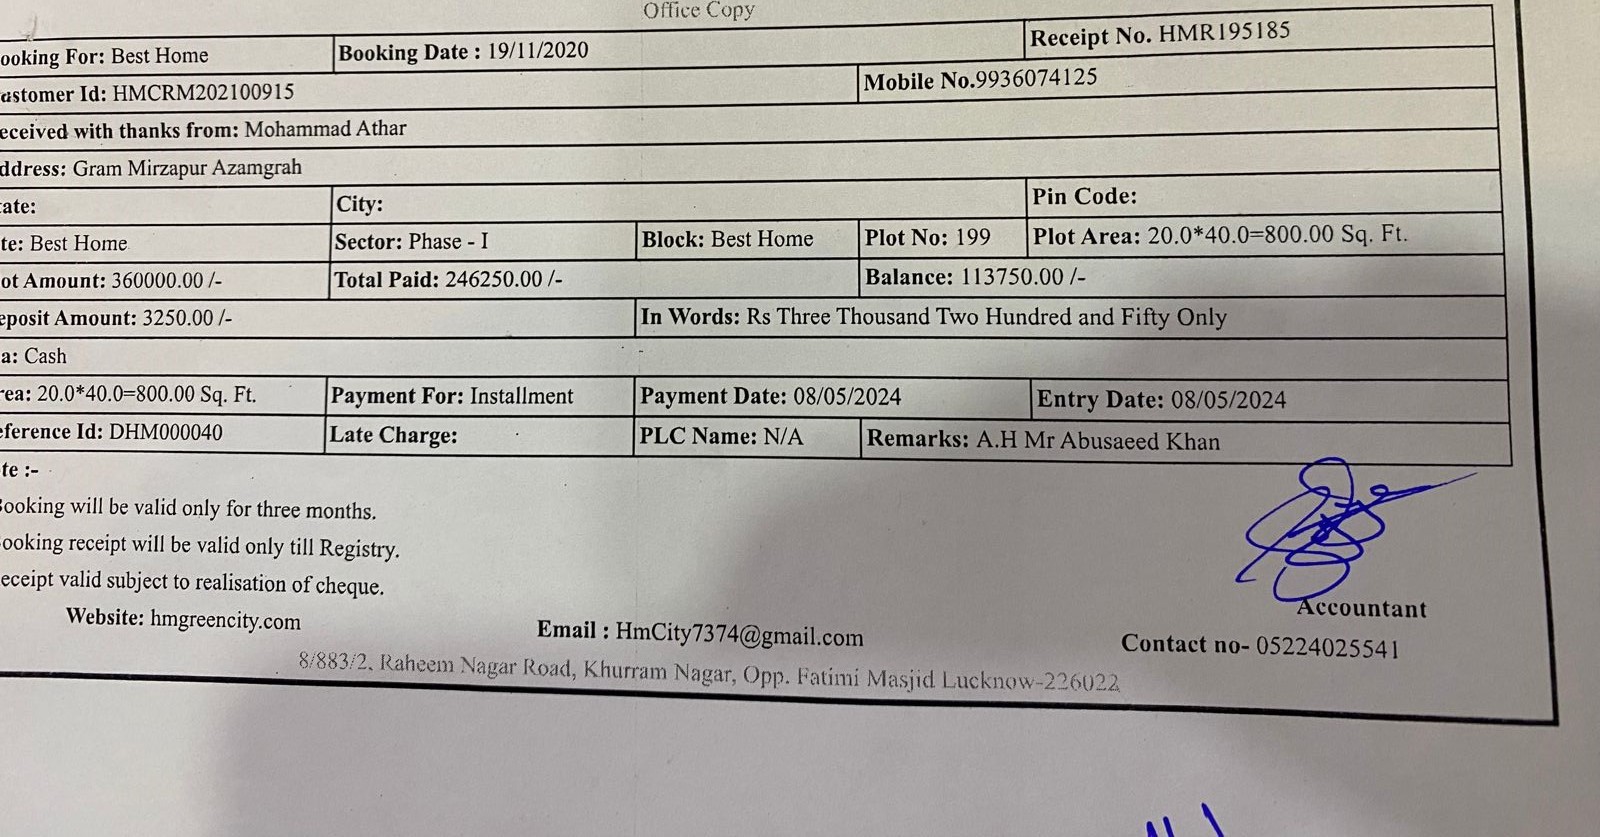 Office Copy
ooking For: Best Home Booking Date : 19/11/2020 Receipt No. HMR195185
ustomer Id: HMCRM202100915 Mobile No.9936074125
eceived with thanks from: Mohammad Athar
ddress: Gram Mirzapur Azamgrah
tate: City: Pin Code:
te: Best Home Sector: Phase - I Block: Best Home Plot No: 199 Plot Area: 20.0*40.0=800.00 Sq. Ft.
ot Amount: 360000.00 /- Total Paid: 246250.00 /- Balance: 113750.00 /-
eposit Amount: 3250.00 /- In Words: Rs Three Thousand Two Hundred and Fifty Only
a: Cash
rea: 20.0*40.0=800.00 Sq. Ft. Payment For: Installment Payment Date: 08/05/2024 Entry Date: 08/05/2024
eference Id: DHM000040 Late Charge: PLC Name: N/A Remarks: A.H Mr Abusaeed Khan
te :-
Booking will be valid only for three months.
ooking receipt will be valid only till Registry.
eceipt valid subject to realisation of cheque.
Accountant
Website: hmgreencity.com Email : HmCity7374@gmail.com Contact no- 05224025541
8/883/2, Raheem Nagar Road, Khurram Nagar, Opp. Fatimi Masjid Lucknow-226022